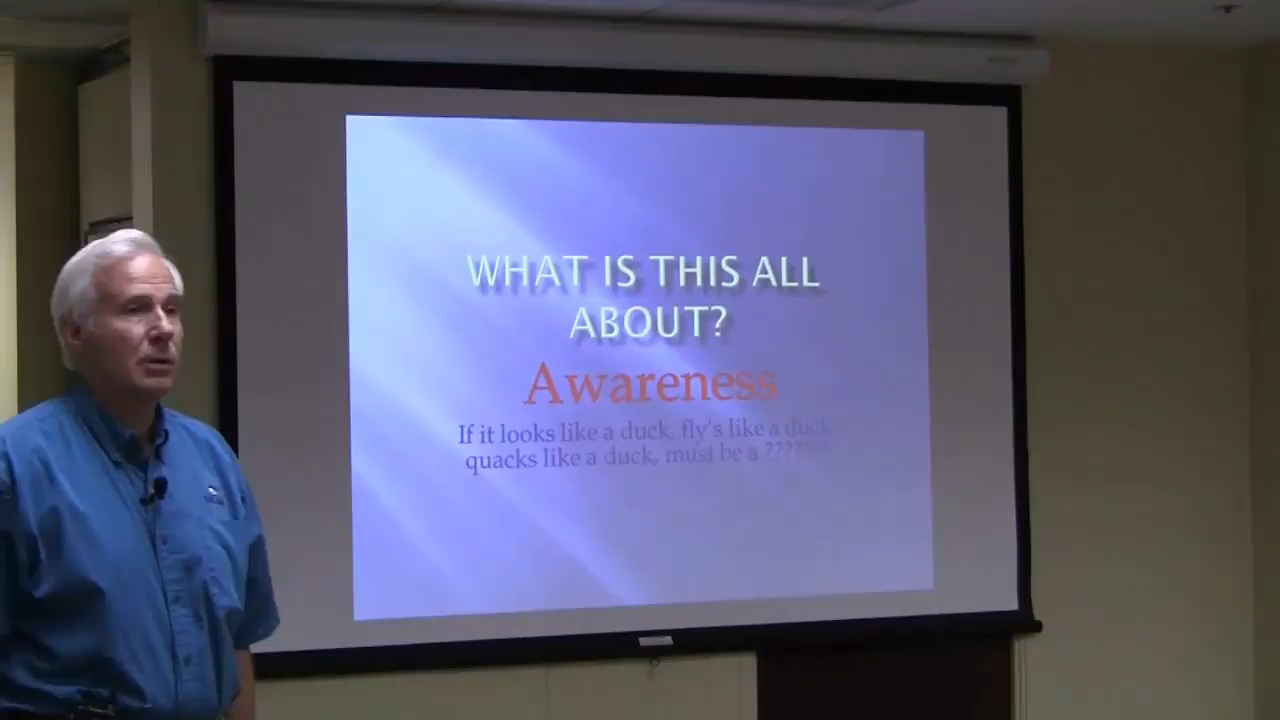 WHAT IS THIS ALL
ABOUT?
Awareness
If it looks like a duck, fly's like a duck
quacks like a duck, must be a ???????